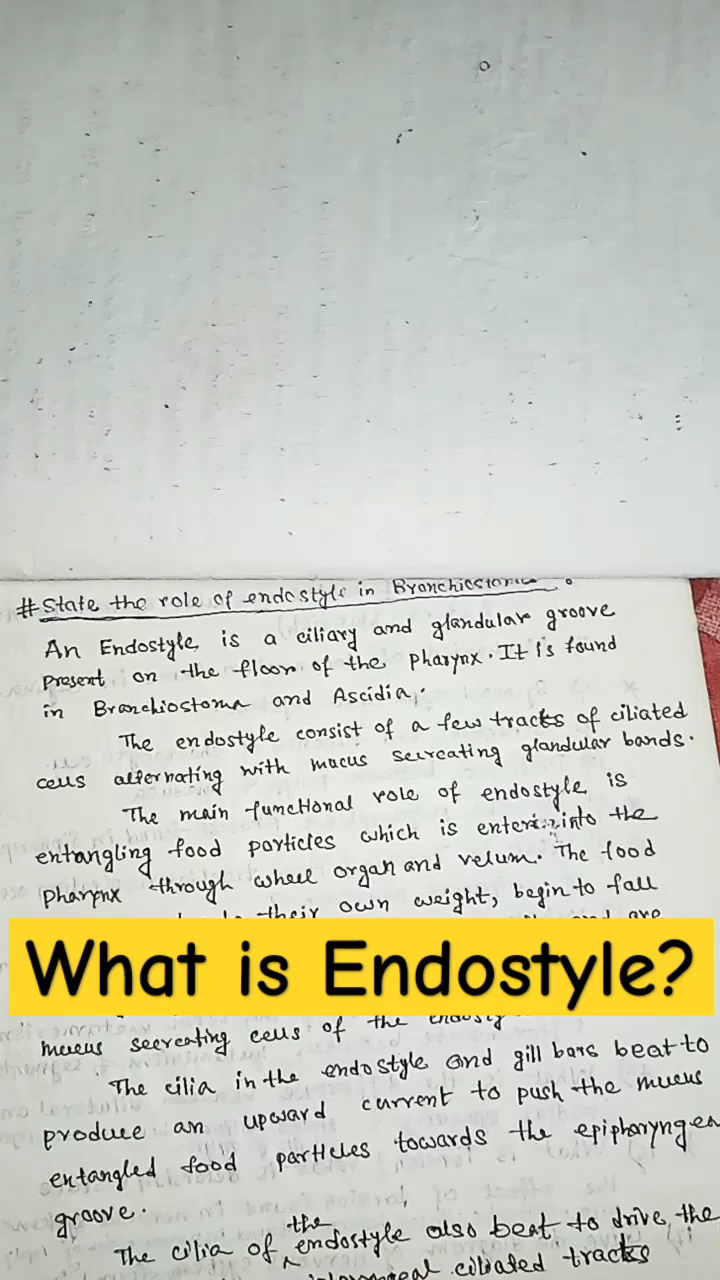 #State the role of endostyle in Branchiostoma.
An Endostyle is a ciliary and glandular groove
present on the floor of the pharynx. It is found
in Branchiostoma and Ascidia.
The endostyle consist of a few tracks of ciliated
cells alternating with mucus secreating glandular bands.
The main functional role of endostyle is
entangling food particles which is enter into the
pharynx through wheel organ and velum. The food
their own weight, begin to fall
and are
What is Endostyle?
mucus secreating cells of the
The cilia in the endostyle and gill bars beat to
produce an upward current to push the mucus
entangled food particles towards the
groove.
The cilia of the endostyle also beat to drive the
ciliated tracks